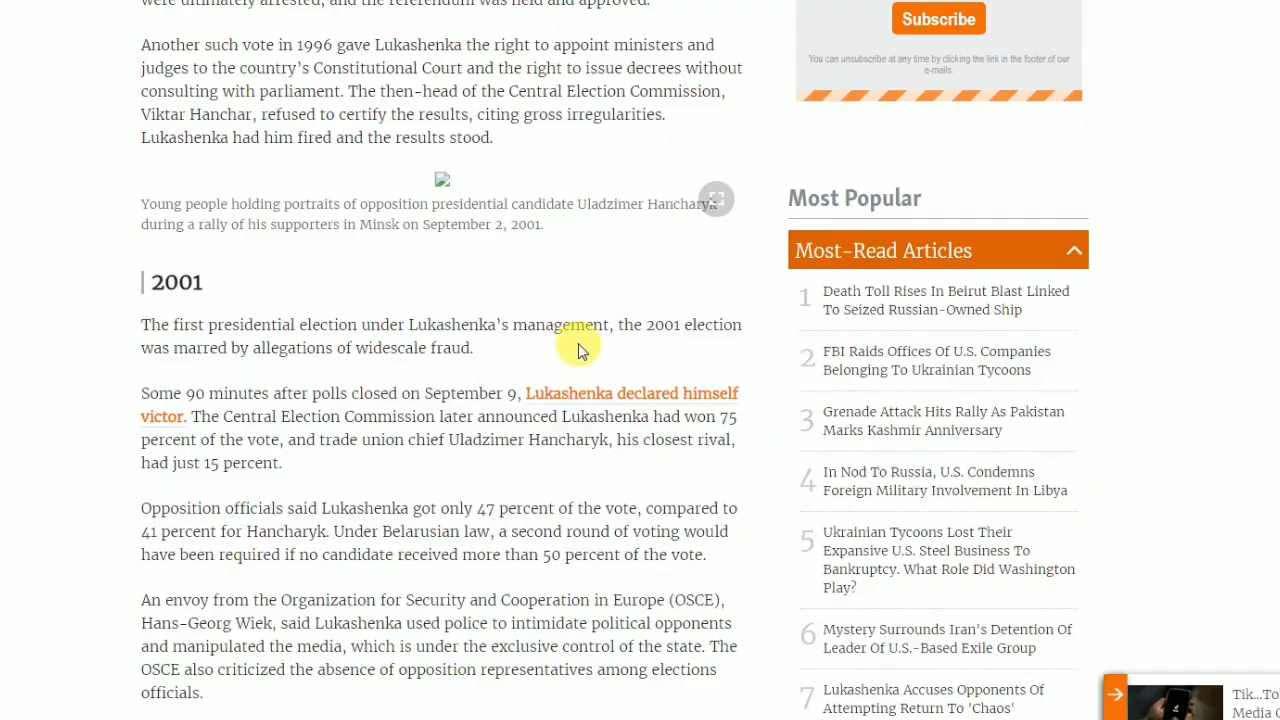 were ultimately arrested, and the referendum was held and approved.
Another such vote in 1996 gave Lukashenka the right to appoint ministers and
judges to the country’s Constitutional Court and the right to issue decrees without
consulting with parliament. The then-head of the Central Election Commission,
Viktar Hanchar, refused to certify the results, citing gross irregularities.
Lukashenka had him fired and the results stood.
Young people holding portraits of opposition presidential candidate Uladzimer Hancharyk
during a rally of his supporters in Minsk on September 2, 2001.
2001
The first presidential election under Lukashenka’s management, the 2001 election
was marred by allegations of widescale fraud.
Some 90 minutes after polls closed on September 9, Lukashenka declared himself
victor. The Central Election Commission later announced Lukashenka had won 75
percent of the vote, and trade union chief Uladzimer Hancharyk, his closest rival,
had just 15 percent.
Opposition officials said Lukashenka got only 47 percent of the vote, compared to
41 percent for Hancharyk. Under Belarusian law, a second round of voting would
have been required if no candidate received more than 50 percent of the vote.
An envoy from the Organization for Security and Cooperation in Europe (OSCE),
Hans-Georg Wiek, said Lukashenka used police to intimidate political opponents
and manipulated the media, which is under the exclusive control of the state. The
OSCE also criticized the absence of opposition representatives among elections
officials.
Subscribe
You can unsubscribe at any time by clicking the link in the footer of our
e-mails.
Most Popular
Most-Read Articles
1 Death Toll Rises In Beirut Blast Linked
To Seized Russian-Owned Ship
2 FBI Raids Offices Of U.S. Companies
Belonging To Ukrainian Tycoons
3 Grenade Attack Hits Rally As Pakistan
Marks Kashmir Anniversary
4 In Nod To Russia, U.S. Condemns
Foreign Military Involvement In Libya
5 Ukrainian Tycoons Lost Their
Expansive U.S. Steel Business To
Bankruptcy. What Role Did Washington
Play?
6 Mystery Surrounds Iran's Detention Of
Leader Of U.S.-Based Exile Group
7 Lukashenka Accuses Opponents Of
Attempting Return To 'Chaos'
Tik...To
Media